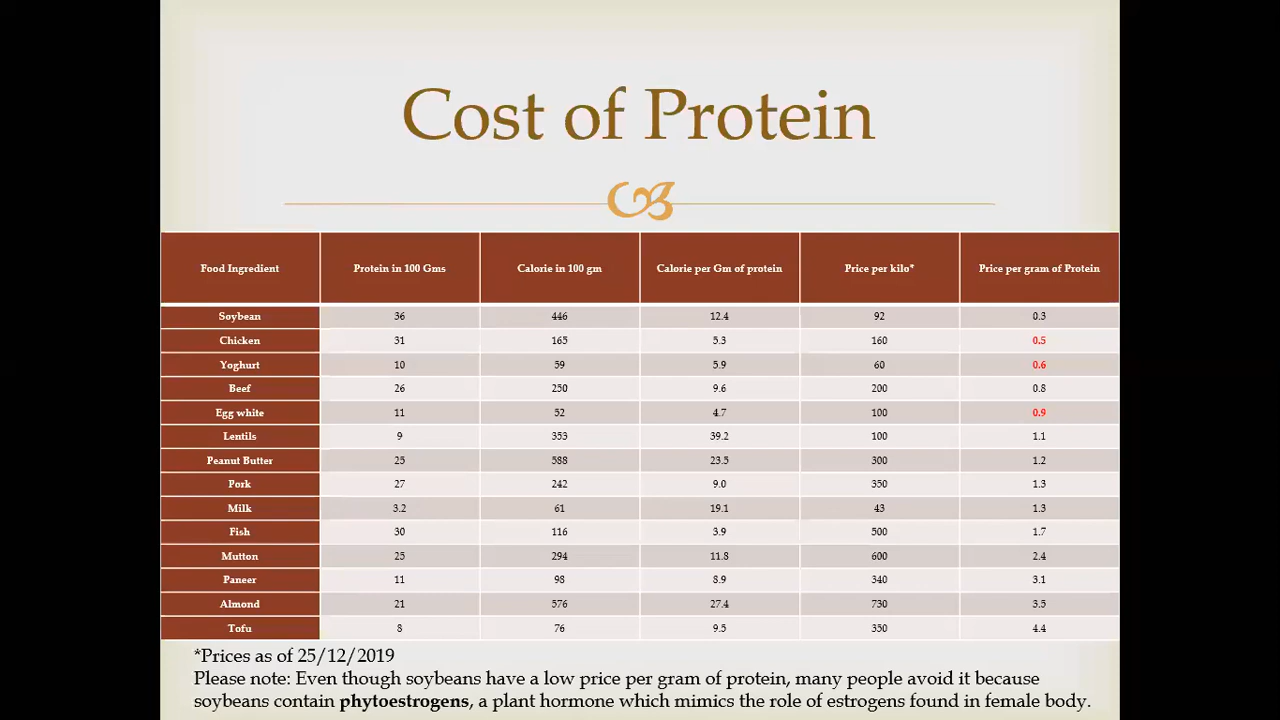 Cost of Protein
Food Ingredient Protein in 100 Gms Calorie in 100 gm Calorie per Gm of protein Price per kilo* Price per gram of Protein
Soybean 36 446 12.4 92 0.3
Chicken 31 165 5.3 160 0.5
Yoghurt 10 59 5.9 60 0.6
Beef 26 250 9.6 200 0.8
Egg white 11 52 4.7 100 0.9
Lentils 9 353 39.2 100 1.1
Peanut Butter 25 588 23.5 300 1.2
Pork 27 242 9.0 350 1.3
Milk 3.2 61 19.1 43 1.3
Fish 30 116 3.9 500 1.7
Mutton 25 294 11.8 600 2.4
Paneer 11 98 8.9 340 3.1
Almond 21 576 27.4 730 3.5
Tofu 8 76 9.5 350 4.4
*Prices as of 25/12/2019
Please note: Even though soybeans have a low price per gram of protein, many people avoid it because
soybeans contain phytoestrogens, a plant hormone which mimics the role of estrogens found in female body.